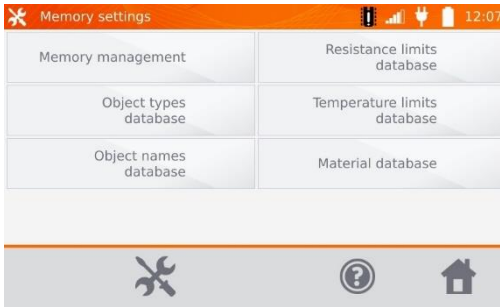 Memory settings
12:07
Memory management
Resistance limits
database
Object types
database
Temperature limits
database
Object names
database
Material database